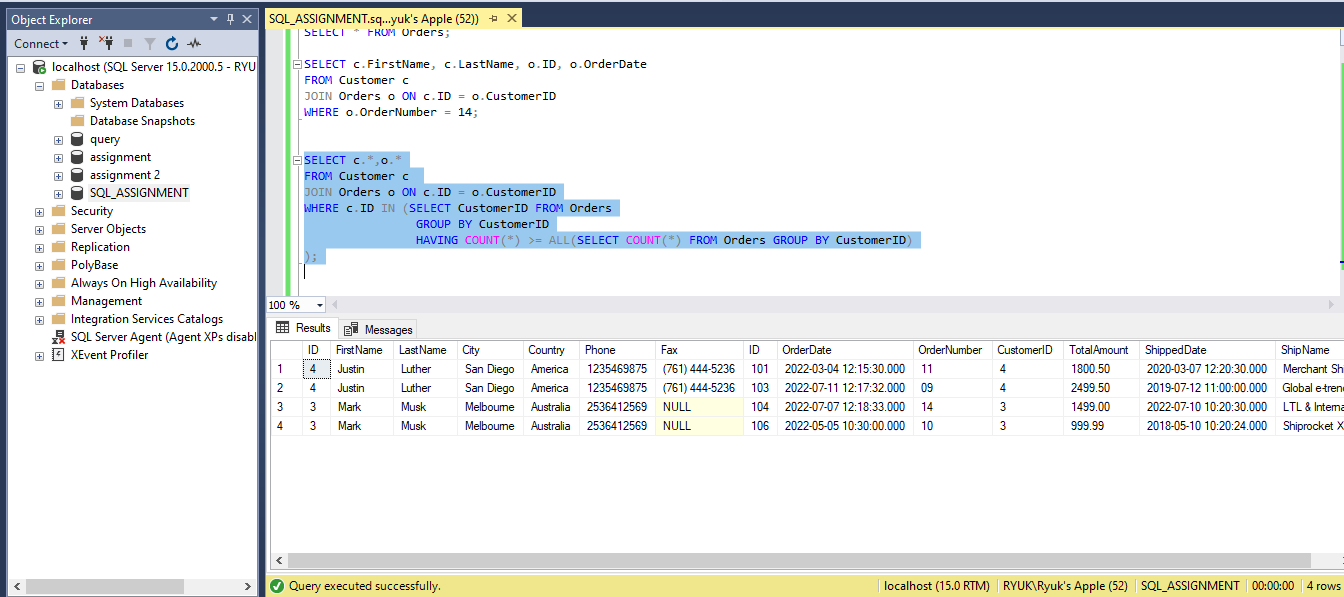 Object Explorer
Connect
localhost (SQL Server 15.0.2000.5 - RYU
Databases
System Databases
Database Snapshots
query
assignment
assignment 2
SQL_ASSIGNMENT
Security
Server Objects
Replication
PolyBase
Always On High Availability
Management
Integration Services Catalogs
SQL Server Agent (Agent XPs disabl
XEvent Profiler
SQL_ASSIGNMENT.sq...yuk's Apple (52))
SELECT * FROM Orders;
SELECT c.FirstName, c.LastName, o.ID, o.OrderDate
FROM Customer c
JOIN Orders o ON c.ID = o.CustomerID
WHERE o.OrderNumber = 14;
SELECT c.*,o.*
FROM Customer c
JOIN Orders o ON c.ID = o.CustomerID
WHERE c.ID IN (SELECT CustomerID FROM Orders
GROUP BY CustomerID
HAVING COUNT(*) >= ALL(SELECT COUNT(*) FROM Orders GROUP BY CustomerID)
);
100 %
Results Messages
ID FirstName LastName City Country Phone Fax ID OrderDate OrderNumber CustomerID TotalAmount ShippedDate ShipName
1 4 Justin Luther San Diego America 1235469875 (761) 444-5236 101 2022-03-04 12:15:30.000 11 4 1800.50 2020-03-07 12:20:30.000 Merchant Sh
2 4 Justin Luther San Diego America 1235469875 (761) 444-5236 103 2022-07-11 12:17:32.000 09 4 2499.50 2019-07-12 11:00:00.000 Global e-tren
3 3 Mark Musk Melbourne Australia 2536412569 NULL 104 2022-07-07 12:18:33.000 14 3 1499.00 2022-07-10 10:20:30.000 LTL & Interna
4 3 Mark Musk Melbourne Australia 2536412569 NULL 106 2022-05-05 10:30:00.000 10 3 999.99 2018-05-10 10:20:24.000 Shiprocket X
Query executed successfully.
localhost (15.0 RTM) RYUK\Ryuk's Apple (52) SQL_ASSIGNMENT 00:00:00 4 rows